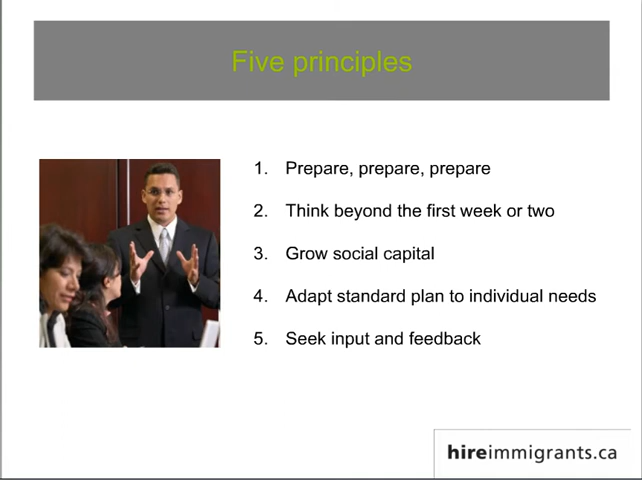 Five principles
1. Prepare, prepare, prepare
2. Think beyond the first week or two
3. Grow social capital
4. Adapt standard plan to individual needs
5. Seek input and feedback
hireimmigrants.ca